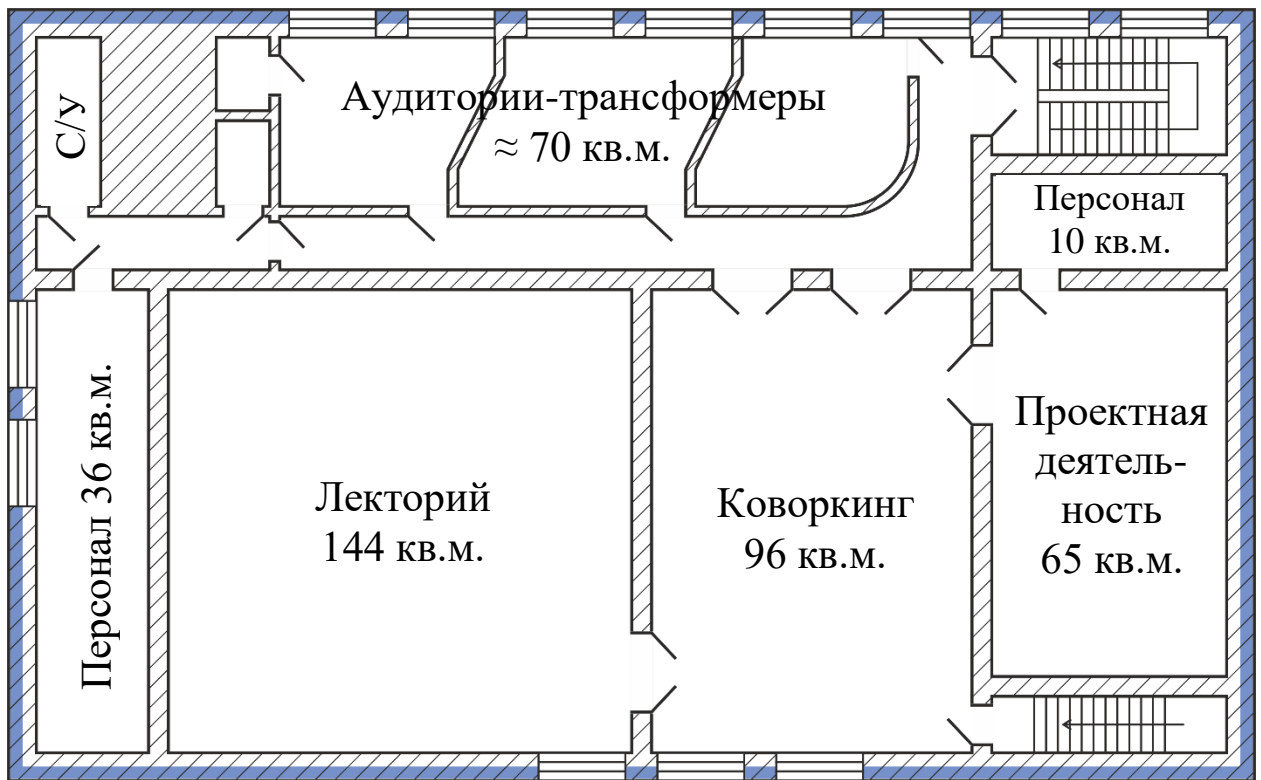 С/у
Аудитории-трансформеры
≈ 70 кв.м.
Персонал
10 кв.м.
Персонал 36 кв.м.
Лекторий
144 кв.м.
Коворкинг
96 кв.м.
Проектная
деятель-
ность
65 кв.м.